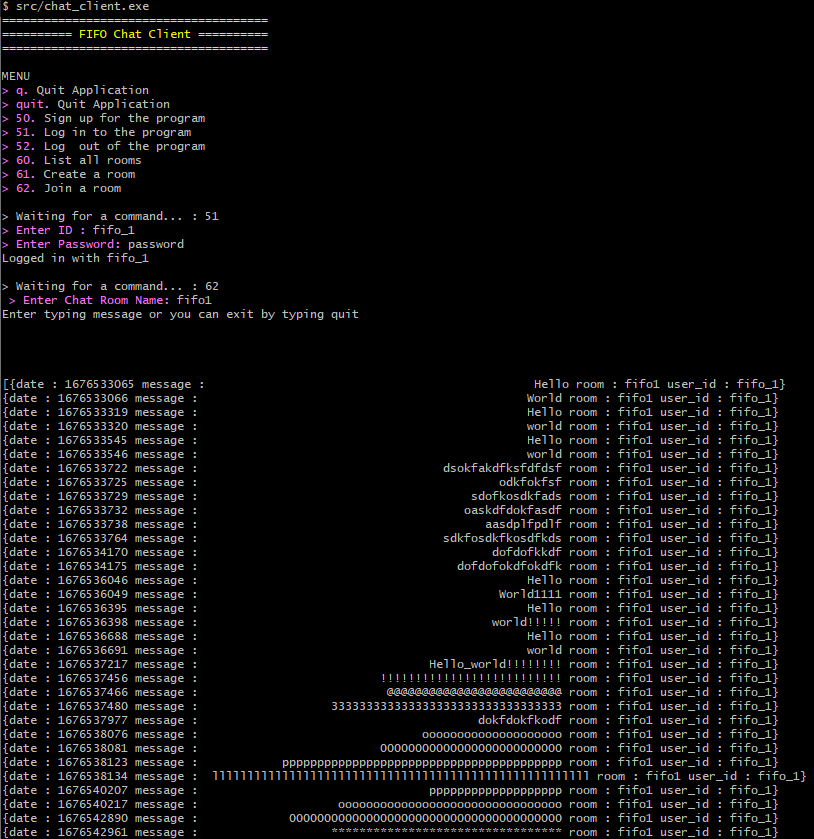 $ src/chat_client.exe
======================================
========== FIFO Chat Client ==========
======================================
MENU
> q. Quit Application
> quit. Quit Application
> 50. Sign up for the program
> 51. Log in to the program
> 52. Log  out of the program
> 60. List all rooms
> 61. Create a room
> 62. Join a room
> Waiting for a command... : 51
> Enter ID : fifo_1
> Enter Password: password
Logged in with fifo_1
> Waiting for a command... : 62
> Enter Chat Room Name: fifo1
Enter typing message or you can exit by typing quit
[{date : 1676533065 message : Hello room : fifo1 user_id : fifo_1}
{date : 1676533066 message : World room : fifo1 user_id : fifo_1}
{date : 1676533319 message : Hello room : fifo1 user_id : fifo_1}
{date : 1676533320 message : world room : fifo1 user_id : fifo_1}
{date : 1676533545 message : Hello room : fifo1 user_id : fifo_1}
{date : 1676533546 message : world room : fifo1 user_id : fifo_1}
{date : 1676533722 message : dsokfakdfksfdfdsf room : fifo1 user_id : fifo_1}
{date : 1676533725 message : odkfokfsf room : fifo1 user_id : fifo_1}
{date : 1676533729 message : sdofkosdkfads room : fifo1 user_id : fifo_1}
{date : 1676533732 message : oaskdfdokfasdf room : fifo1 user_id : fifo_1}
{date : 1676533738 message : aasdplfpdlf room : fifo1 user_id : fifo_1}
{date : 1676533764 message : sdkfosdkfkosdfkds room : fifo1 user_id : fifo_1}
{date : 1676534170 message : dofdofkkdf room : fifo1 user_id : fifo_1}
{date : 1676534175 message : dofdofokdfokdfk room : fifo1 user_id : fifo_1}
{date : 1676536046 message : Hello room : fifo1 user_id : fifo_1}
{date : 1676536049 message : World1111 room : fifo1 user_id : fifo_1}
{date : 1676536395 message : Hello room : fifo1 user_id : fifo_1}
{date : 1676536398 message : world!!!!! room : fifo1 user_id : fifo_1}
{date : 1676536688 message : Hello room : fifo1 user_id : fifo_1}
{date : 1676536691 message : world room : fifo1 user_id : fifo_1}
{date : 1676537217 message : Hello_world!!!!!!!! room : fifo1 user_id : fifo_1}
{date : 1676537456 message : !!!!!!!!!!!!!!!!!!!!!!!!!! room : fifo1 user_id : fifo_1}
{date : 1676537466 message : @@@@@@@@@@@@@@@@@@@@@@@@@ room : fifo1 user_id : fifo_1}
{date : 1676537480 message : 333333333333333333333333333333333 room : fifo1 user_id : fifo_1}
{date : 1676537977 message : dokfdokfkodf room : fifo1 user_id : fifo_1}
{date : 1676538076 message : oooooooooooooooooooo room : fifo1 user_id : fifo_1}
{date : 1676538081 message : OOOOOOOOOOOOOOOOOOOOOOOOOO room : fifo1 user_id : fifo_1}
{date : 1676538123 message : pppppppppppppppppppppppppppppppppppppppp room : fifo1 user_id : fifo_1}
{date : 1676538134 message : llllllllllllllllllllllllllllllllllllllllllllllllllllll room : fifo1 user_id : fifo_1}
{date : 1676540207 message : ppppppppppppppppppp room : fifo1 user_id : fifo_1}
{date : 1676540217 message : oooooooooooooooooooooooooooooooo room : fifo1 user_id : fifo_1}
{date : 1676542890 message : OOOOOOOOOOOOOOOOOOOOOOOOOOOOOOOOOOOOOOO room : fifo1 user_id : fifo_1}
{date : 1676542961 message : ********************************* room : fifo1 user_id : fifo_1}